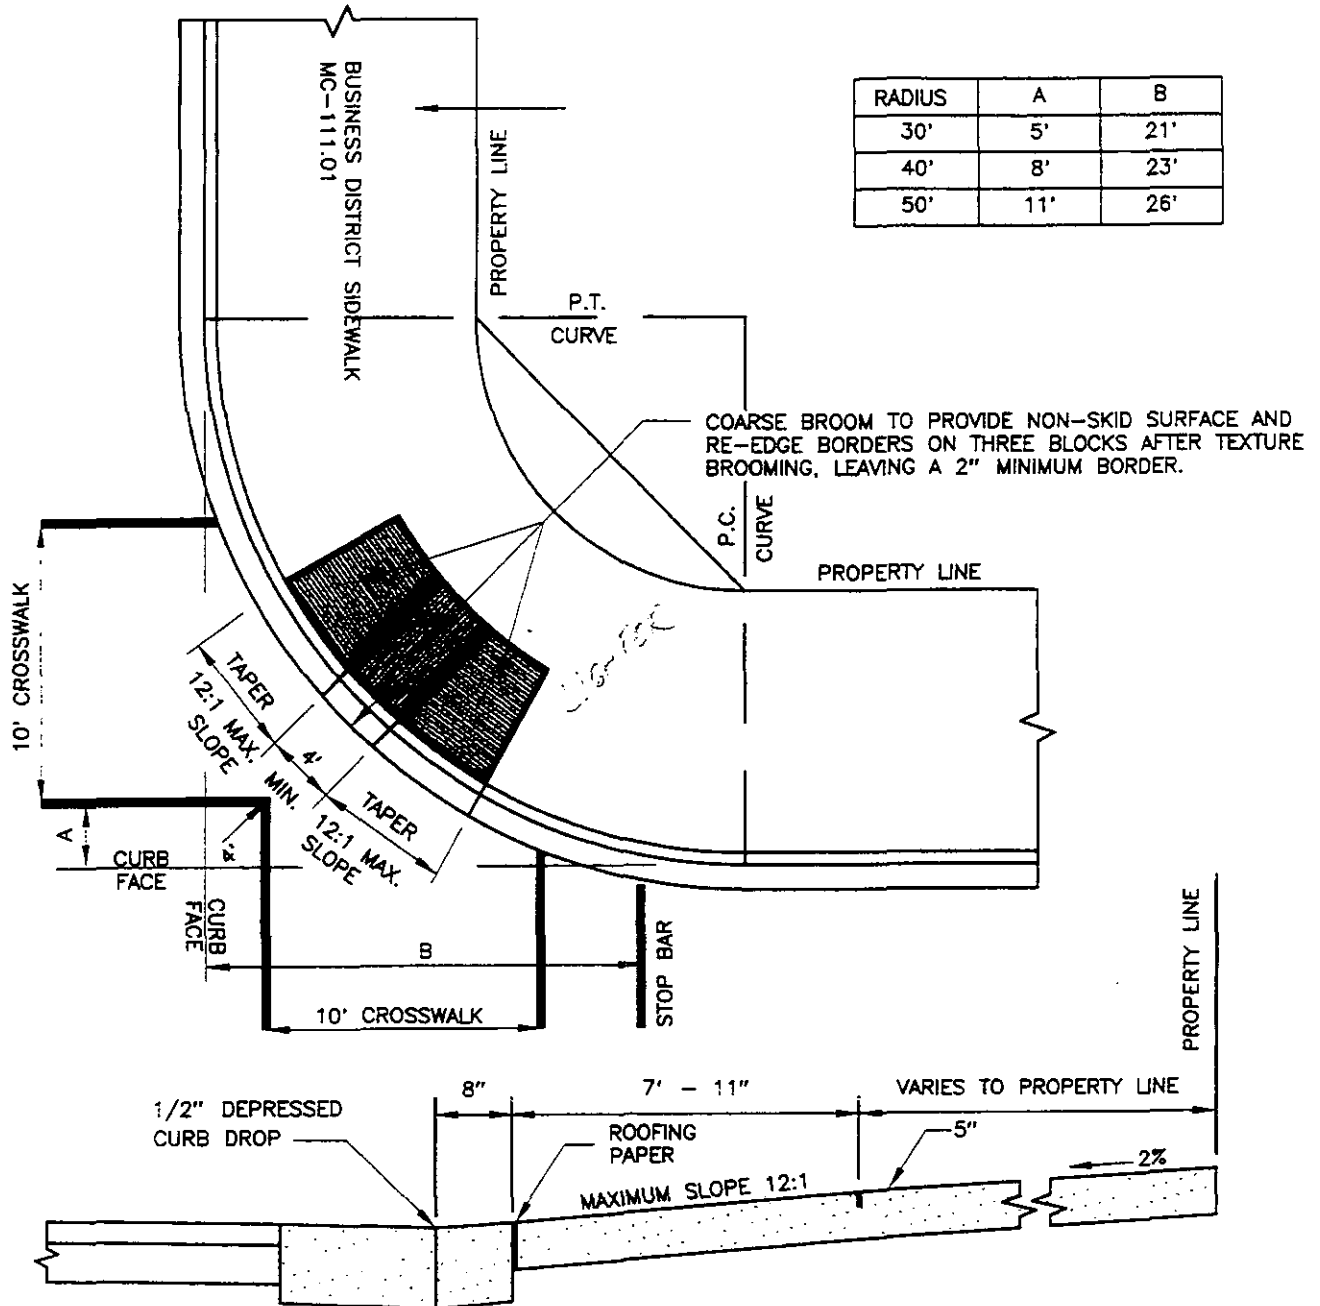 BUSINESS DISTRICT SIDEWALK
MC-111.01
PROPERTY LINE
RADIUS A B
30' 5' 21'
40' 8' 23'
50' 11' 26'
P.T.
CURVE
COARSE BROOM TO PROVIDE NON-SKID SURFACE AND
RE-EDGE BORDERS ON THREE BLOCKS AFTER TEXTURE
BROOMING, LEAVING A 2" MINIMUM BORDER.
P.C.
CURVE
PROPERTY LINE
10' CROSSWALK
TAPER
12:1 MAX.
SLOPE
4'
MIN.
TAPER
12:1 MAX.
SLOPE
A
4'
CURB
FACE
CURB
FACE
B
STOP BAR
10' CROSSWALK
PROPERTY LINE
8"
7' - 11"
VARIES TO PROPERTY LINE
1/2" DEPRESSED
CURB DROP
ROOFING
PAPER
5"
2%
MAXIMUM SLOPE 12:1